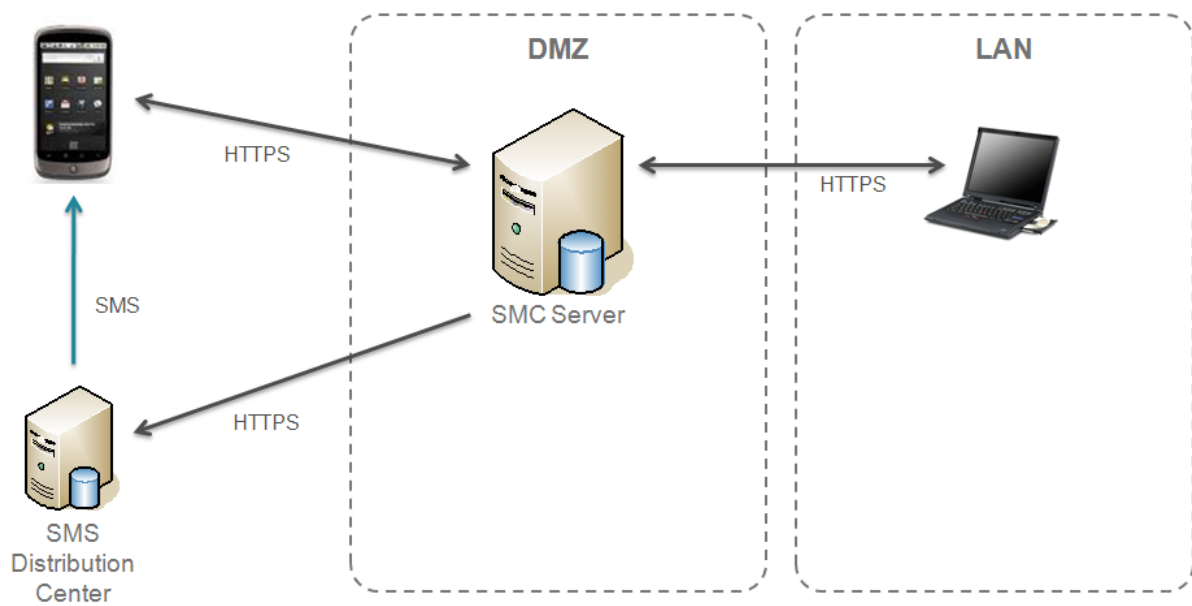 DMZ
LAN
HTTPS
HTTPS
SMS
SMC Server
HTTPS
SMS
Distribution
Center